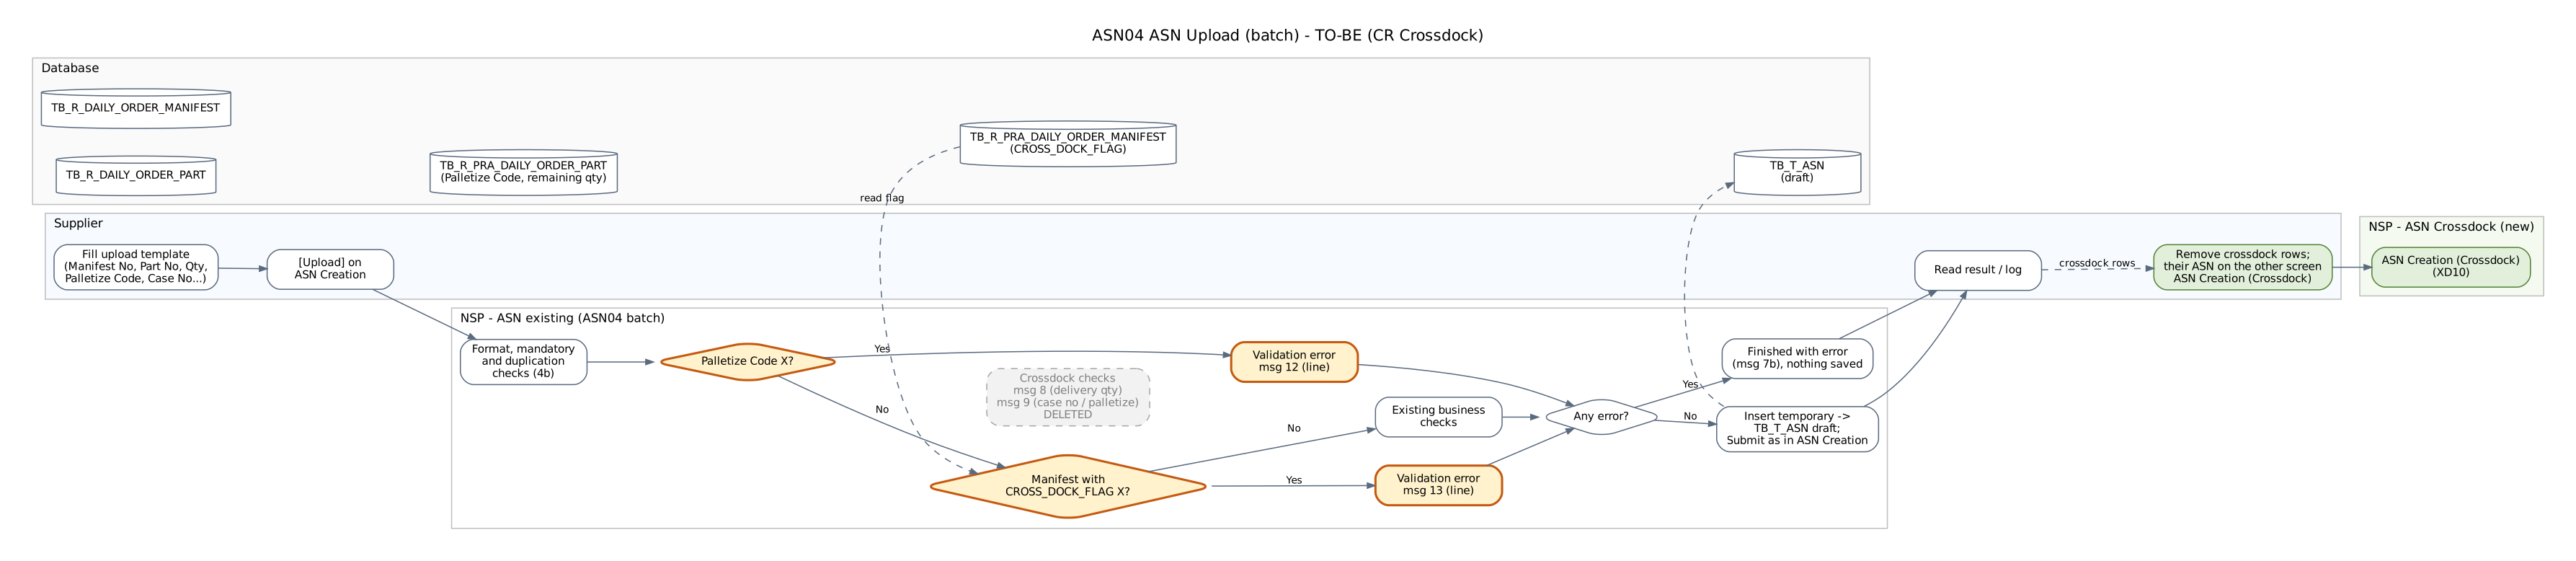 ASN04 ASN Upload (batch) - TO-BE (CR Crossdock)
Database
TB_R_DAILY_ORDER_MANIFEST
TB_R_DAILY_ORDER_PART
TB_R_PRA_DAILY_ORDER_PART
(Palletize Code, remaining qty)
TB_R_PRA_DAILY_ORDER_MANIFEST
(CROSS_DOCK_FLAG)
TB_T_ASN
(draft)
read flag
Supplier
Fill upload template
(Manifest No, Part No, Qty,
Palletize Code, Case No...)
[Upload] on
ASN Creation
Read result / log
crossdock rows
Remove crossdock rows;
their ASN on the other screen
ASN Creation (Crossdock)
NSP - ASN Crossdock (new)
ASN Creation (Crossdock)
(XD10)
NSP - ASN existing (ASN04 batch)
Format, mandatory
and duplication
checks (4b)
Palletize Code X?
Yes
No
Crossdock checks
msg 8 (delivery qty)
msg 9 (case no / palletize)
DELETED
Manifest with
CROSS_DOCK_FLAG X?
Validation error
msg 12 (line)
No
Yes
Existing business
checks
Validation error
msg 13 (line)
Any error?
Yes
No
Finished with error
(msg 7b), nothing saved
Insert temporary ->
TB_T_ASN draft;
Submit as in ASN Creation